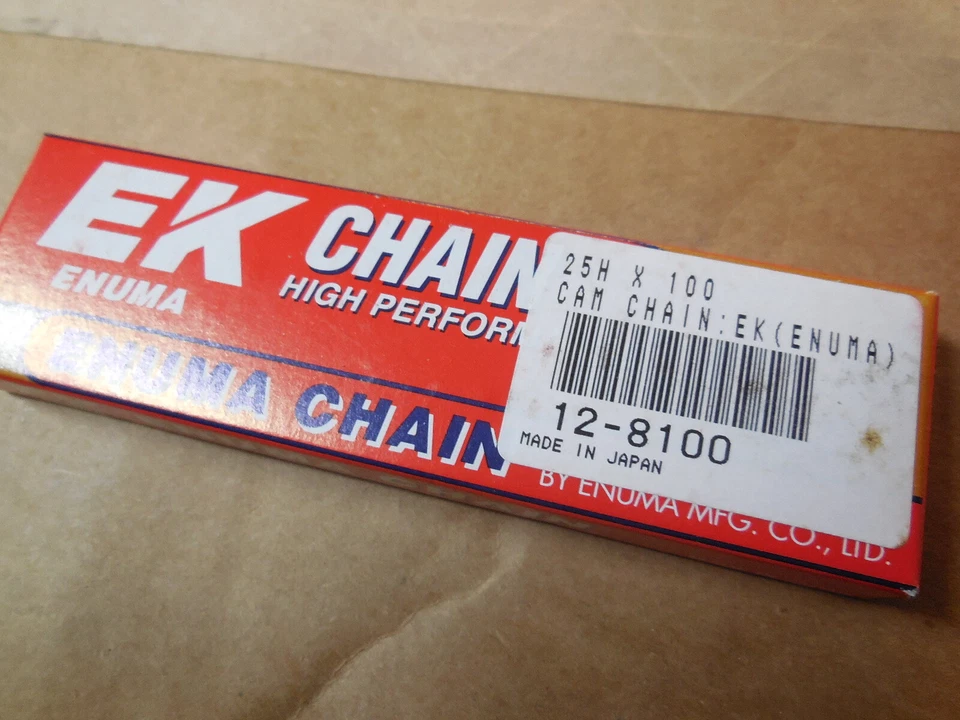 EK
ENUMA
CHAIN
HIGH PERFORM
ENUMA CHAIN
25H X 100
CAM CHAIN:EK(ENUMA)
12-8100
MADE IN JAPAN
BY ENUMA MFG. CO., LTD.